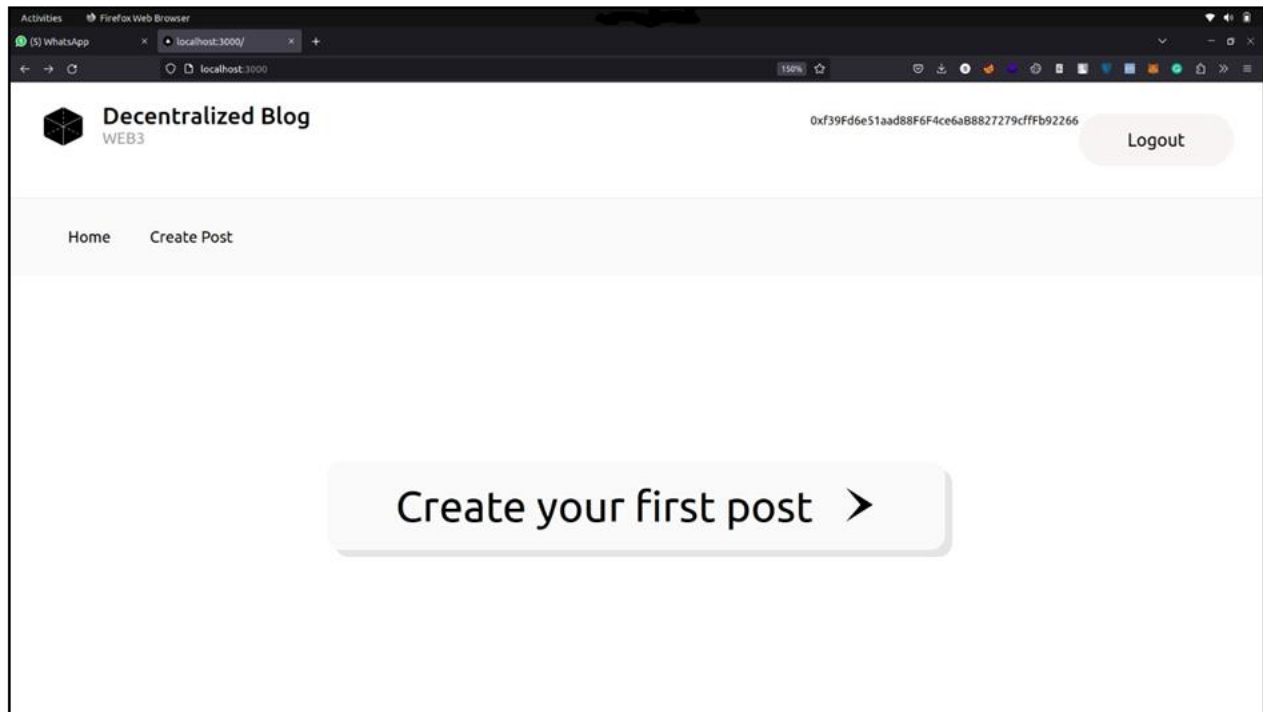 Activities Firefox Web Browser
(5) WhatsApp × localhost:3000/ × +
localhost:3000 150%
Decentralized Blog
WEB3
0xf39Fd6e51aad88F6F4ce6aB8827279cffFb92266
Logout
Home Create Post
Create your first post